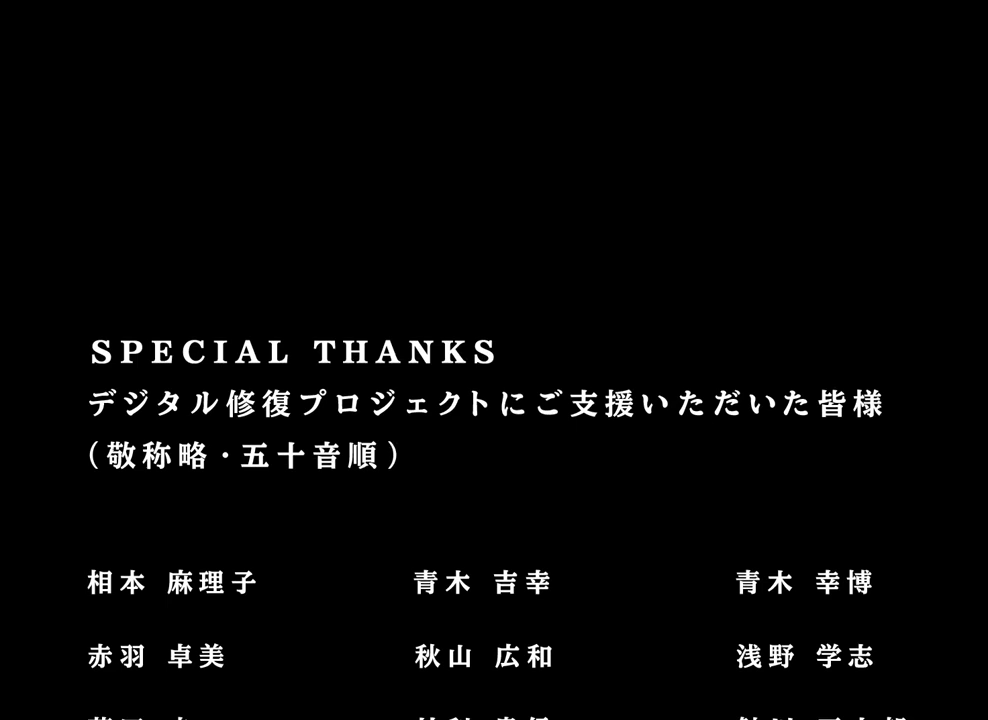 SPECIAL THANKS
デジタル修復プロジェクトにご支援いただいた皆様
(敬称略・五十音順)
相本 麻理子 青木 吉幸 青木 幸博
赤羽 卓美 秋山 広和 浅野 学志